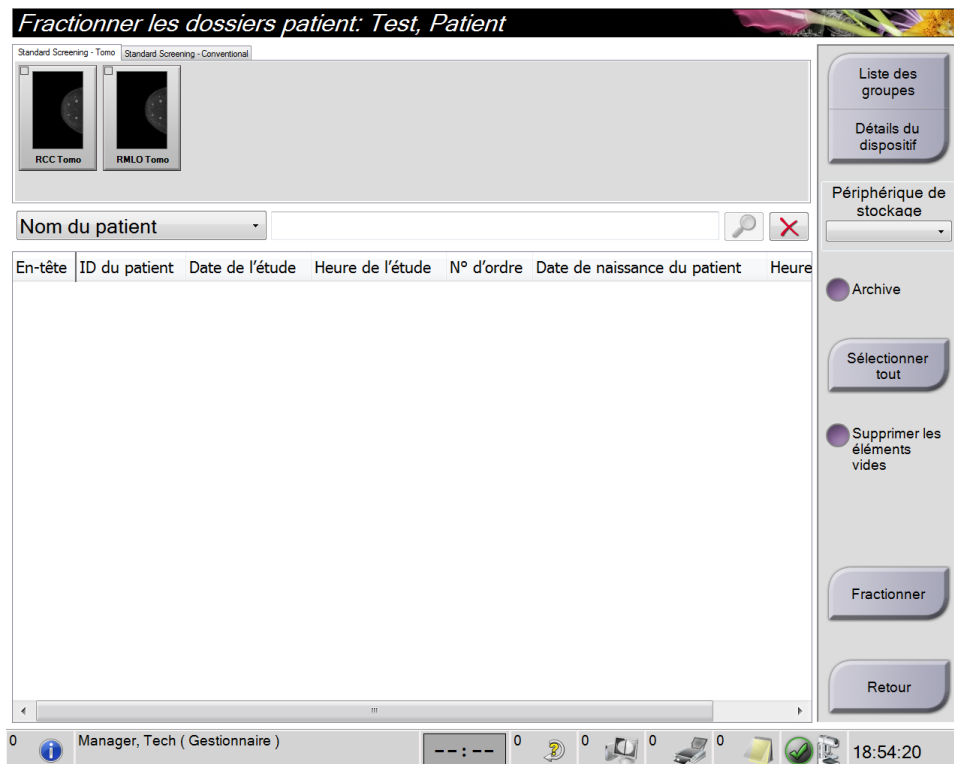 Fractionner les dossiers patient: Test, Patient
Standard Screening - Tomo
Standard Screening - Conventional
RCC Tomo
RMLO Tomo
Nom du patient
En-tête
ID du patient
Date de l'étude
Heure de l'étude
N° d'ordre
Date de naissance du patient
Heure
Liste des
groupes
Détails du
dispositif
Périphérique de
stockage
Archive
Sélectionner
tout
Supprimer les
éléments
vides
Fractionner
Retour
0
Manager, Tech ( Gestionnaire )
--:--
0
0
0
0
18:54:20